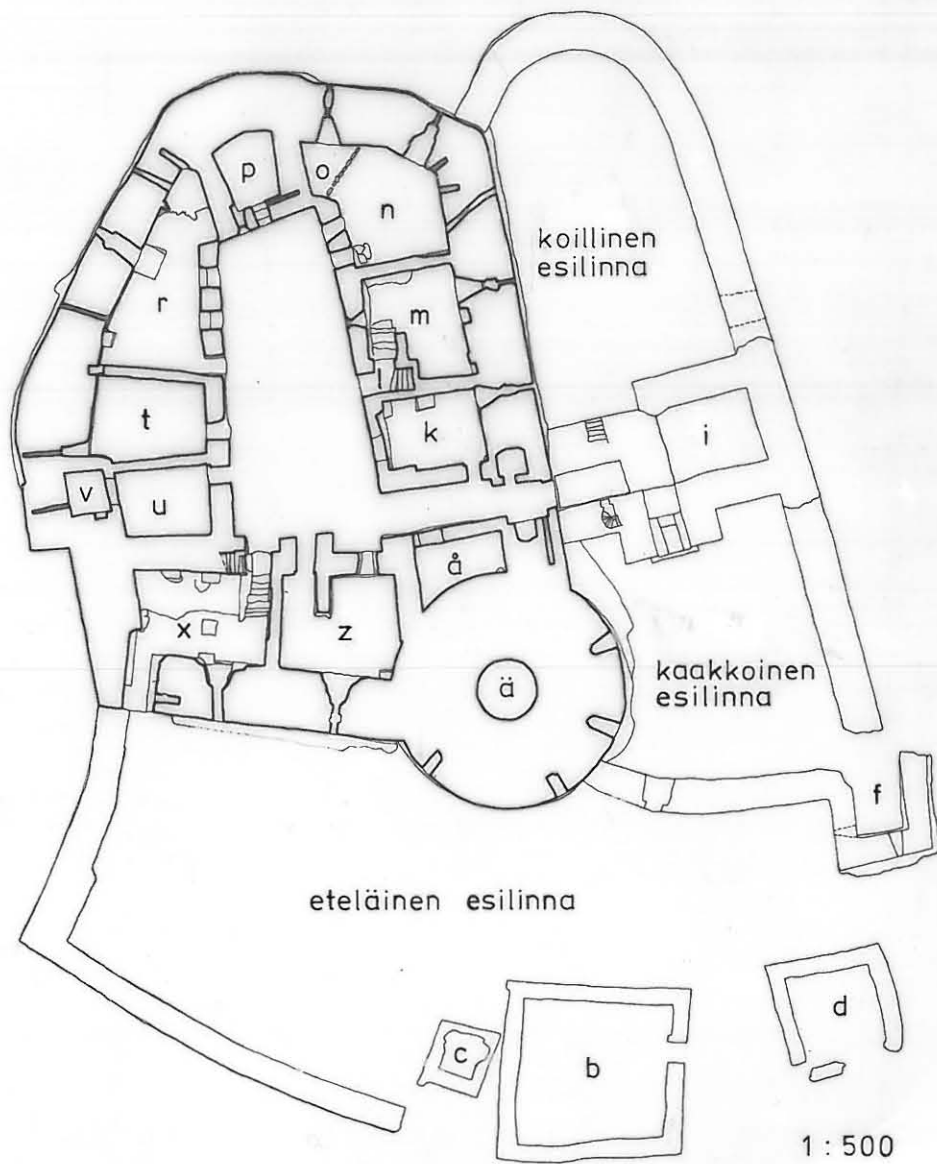 p
o
n
koillinen
esilinna
r
m
t
k
i
v
u
å
x
z
ä
kaakkoinen
esilinna
f
eteläinen esilinna
c
b
d
1 : 500